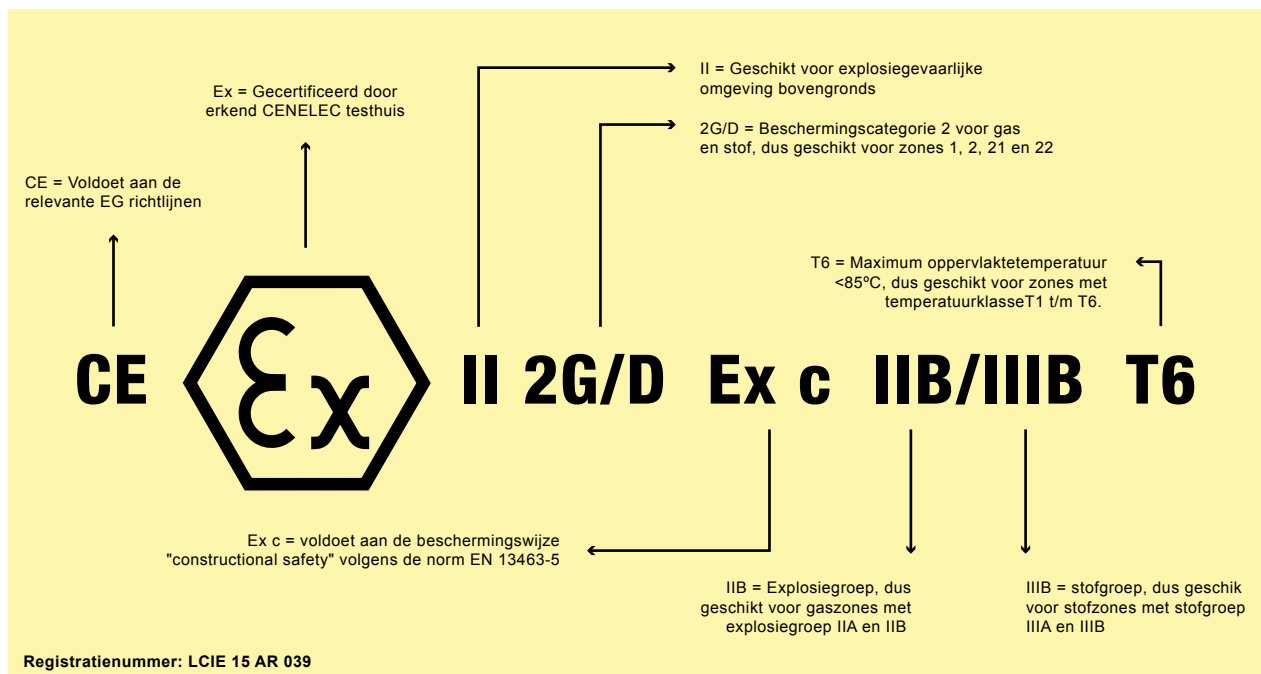 II = Geschikt voor explosiegevaarlijke
omgeving bovengronds
Ex = Gecertificeerd door
erkend CENELEC testhuis
2G/D = Beschermingscategorie 2 voor gas
en stof, dus geschikt voor zones 1, 2, 21 en 22
CE = Voldoet aan de
relevante EG richtlijnen
T6 = Maximum oppervlaktetemperatuur
<85ºC, dus geschikt voor zones met
temperatuurklasseT1 t/m T6.
CE Ex II 2G/D Ex c IIB/IIIB T6
Ex c = voldoet aan de beschermingswijze
"constructional safety" volgens de norm EN 13463-5
IIB = Explosiegroep, dus
geschikt voor gaszones met
explosiegroep IIA en IIB
IIIB = stofgroep, dus geschik
voor stofzones met stofgroep
IIIA en IIIB
Registratienummer: LCIE 15 AR 039